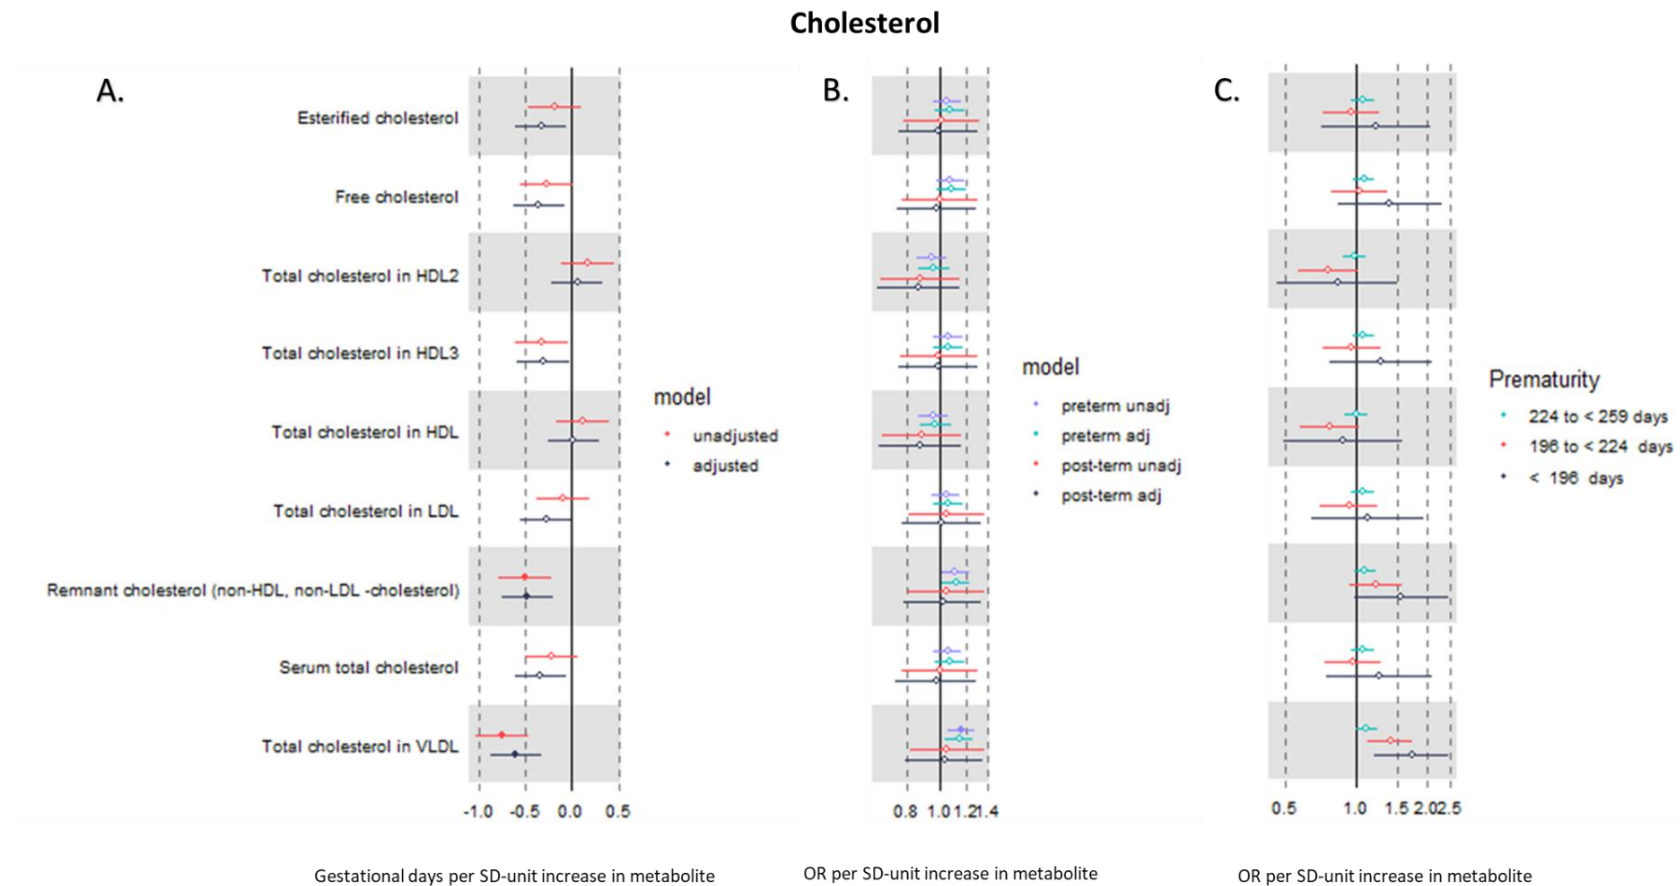 Cholesterol
A.
B.
C.
Esterified cholesterol
Free cholesterol
Total cholesterol in HDL2
Total cholesterol in HDL3
Total cholesterol in HDL
Total cholesterol in LDL
Remnant cholesterol (non-HDL, non-LDL -cholesterol)
Serum total cholesterol
Total cholesterol in VLDL
-1.0 -0.5 0.0 0.5
model
unadjusted
adjusted
0.8 1.0 1.2 1.4
model
preterm unadj
preterm adj
post-term unadj
post-term adj
0.5 1.0 1.5 2.0 2.5
Prematurity
224 to < 259 days
196 to < 224 days
< 196 days
Gestational days per SD-unit increase in metabolite
OR per SD-unit increase in metabolite
OR per SD-unit increase in metabolite